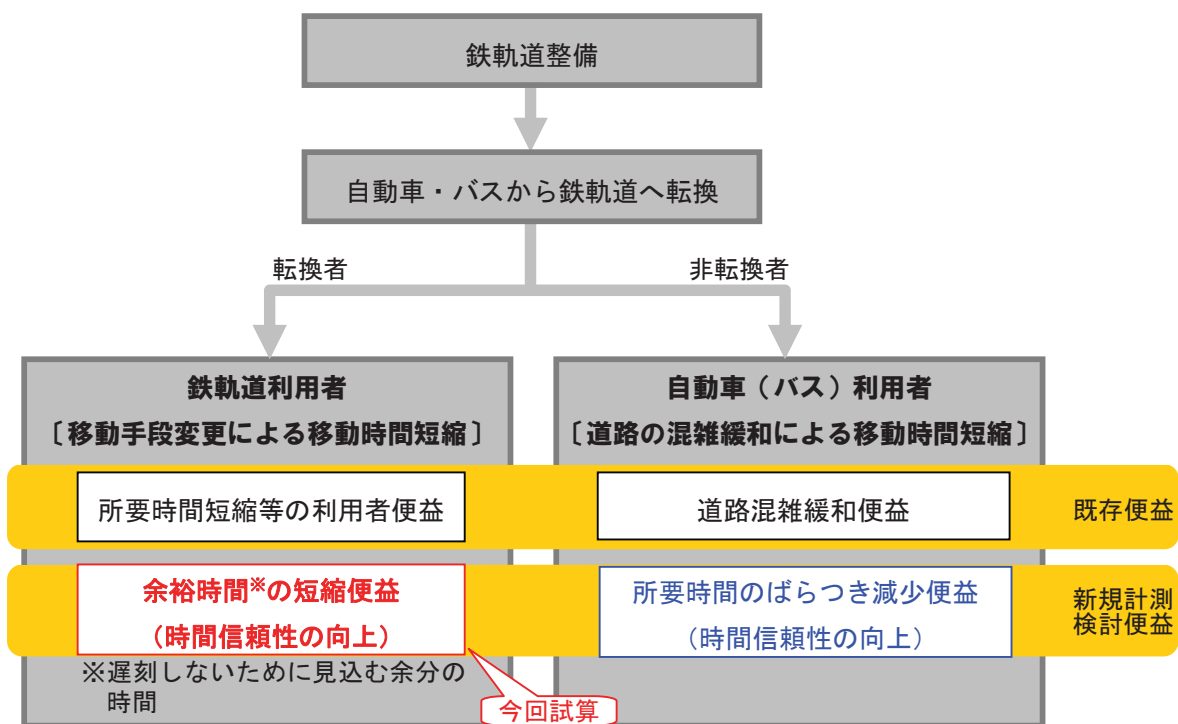 鉄軌道整備
自動車・バスから鉄軌道へ転換
転換者
非転換者
鉄軌道利用者
〔移動手段変更による移動時間短縮〕
自動車（バス）利用者
〔道路の混雑緩和による移動時間短縮〕
所要時間短縮等の利用者便益
道路混雑緩和便益
既存便益
余裕時間※の短縮便益
（時間信頼性の向上）
所要時間のばらつき減少便益
（時間信頼性の向上）
新規計測
検討便益
※遅刻しないために見込む余分の
時間
今回試算